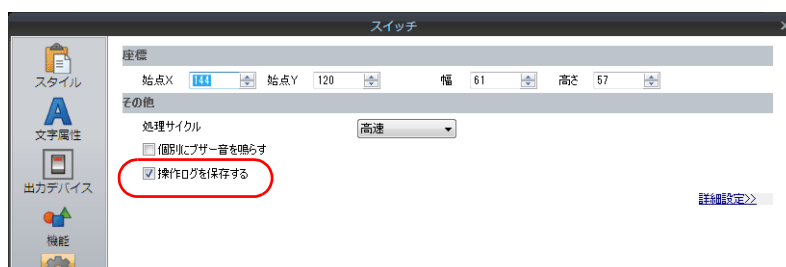 スイッチ
スタイル
文字属性
出力デバイス
機能
座標
始点X 144 始点Y 120 幅 61 高さ 57
その他
処理サイクル 高速
個別にブザー音を鳴らす
操作ログを保存する
詳細設定>>